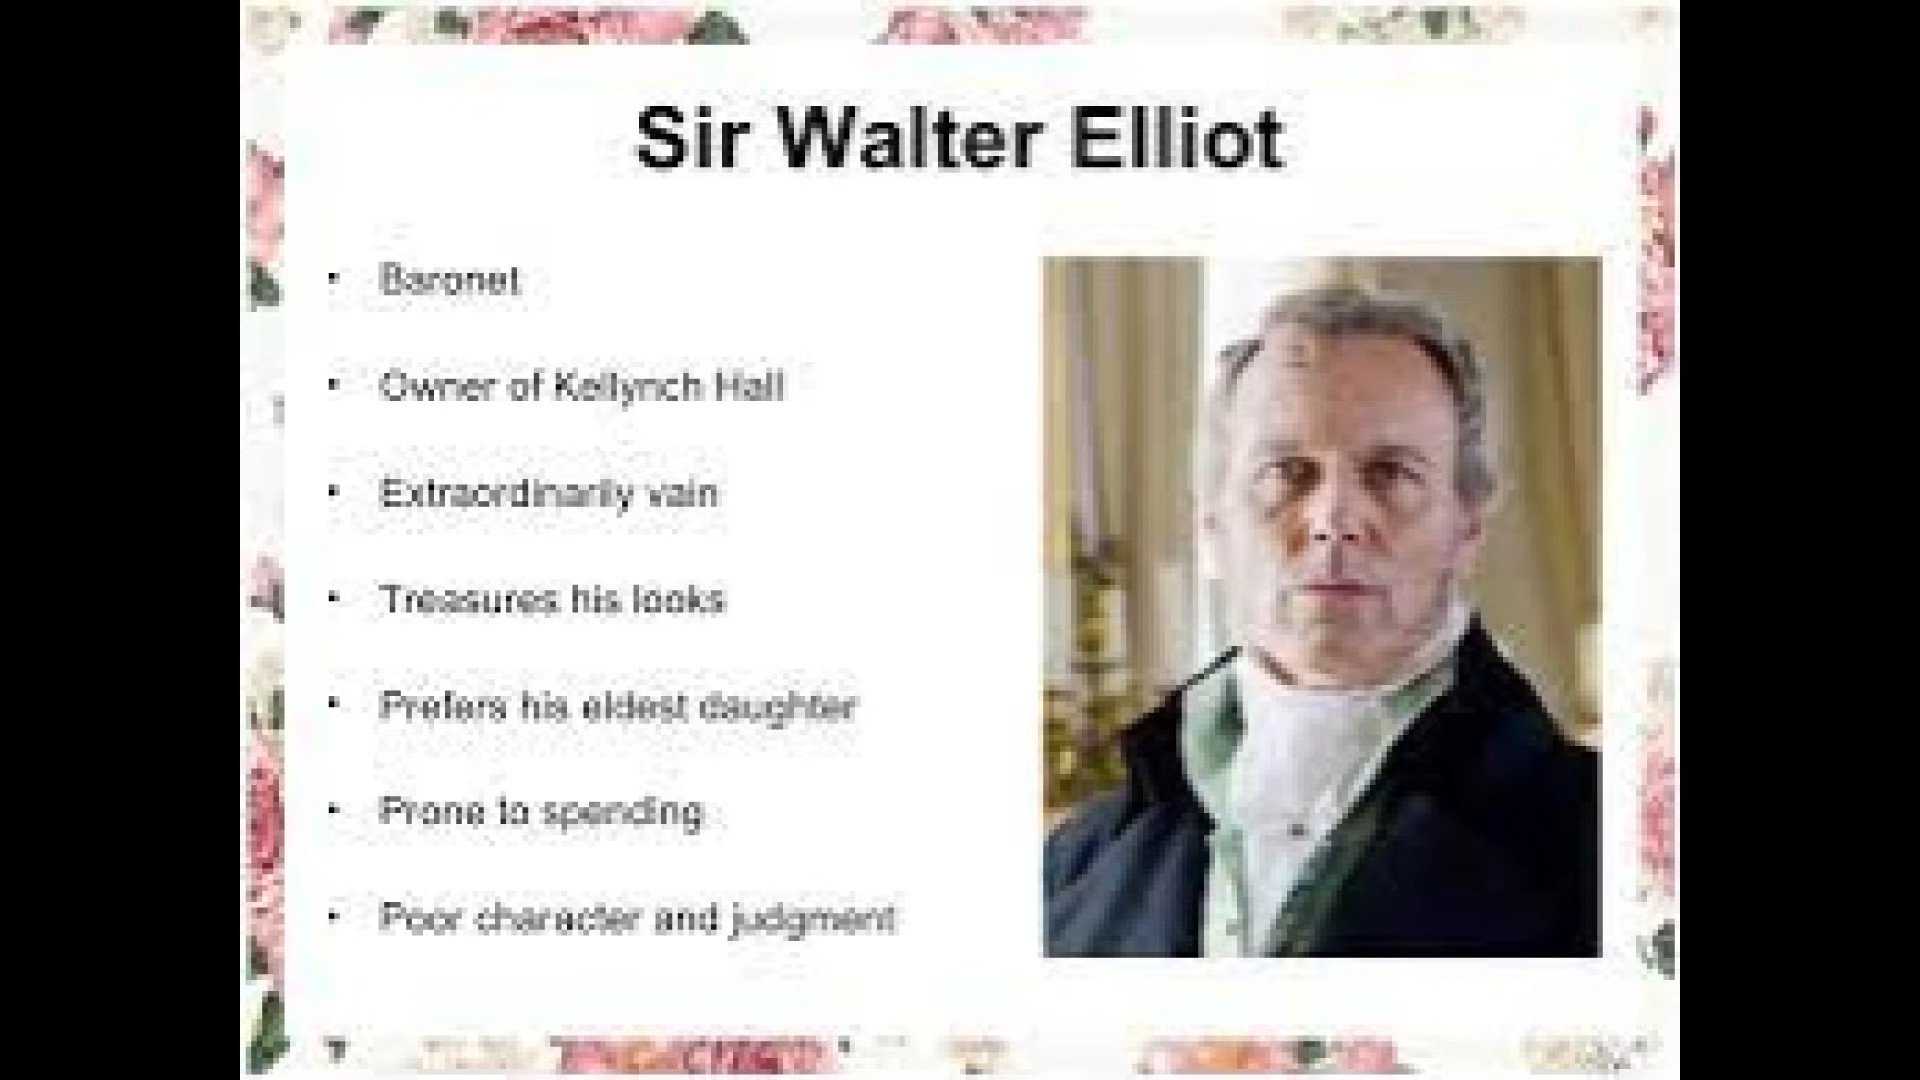 Sir Walter Elliot
• Baronet
• Owner of Kellynch Hall
• Extraordinarily vain
• Treasures his looks
• Prefers his eldest daughter
• Prone to spending
• Poor character and judgment